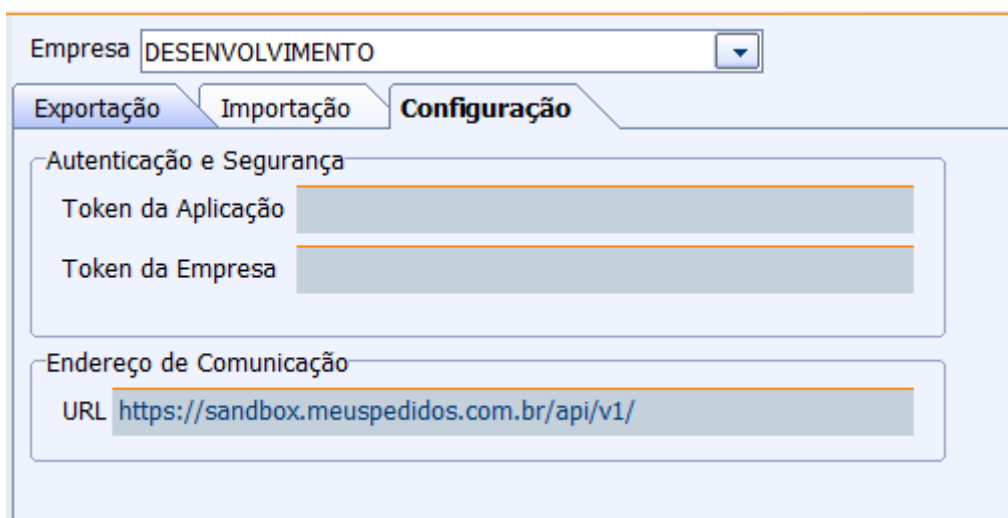 Empresa DESENVOLVIMENTO
Exportação Importação Configuração
Autenticação e Segurança
Token da Aplicação
Token da Empresa
Endereço de Comunicação
URL https://sandbox.meuspedidos.com.br/api/v1/